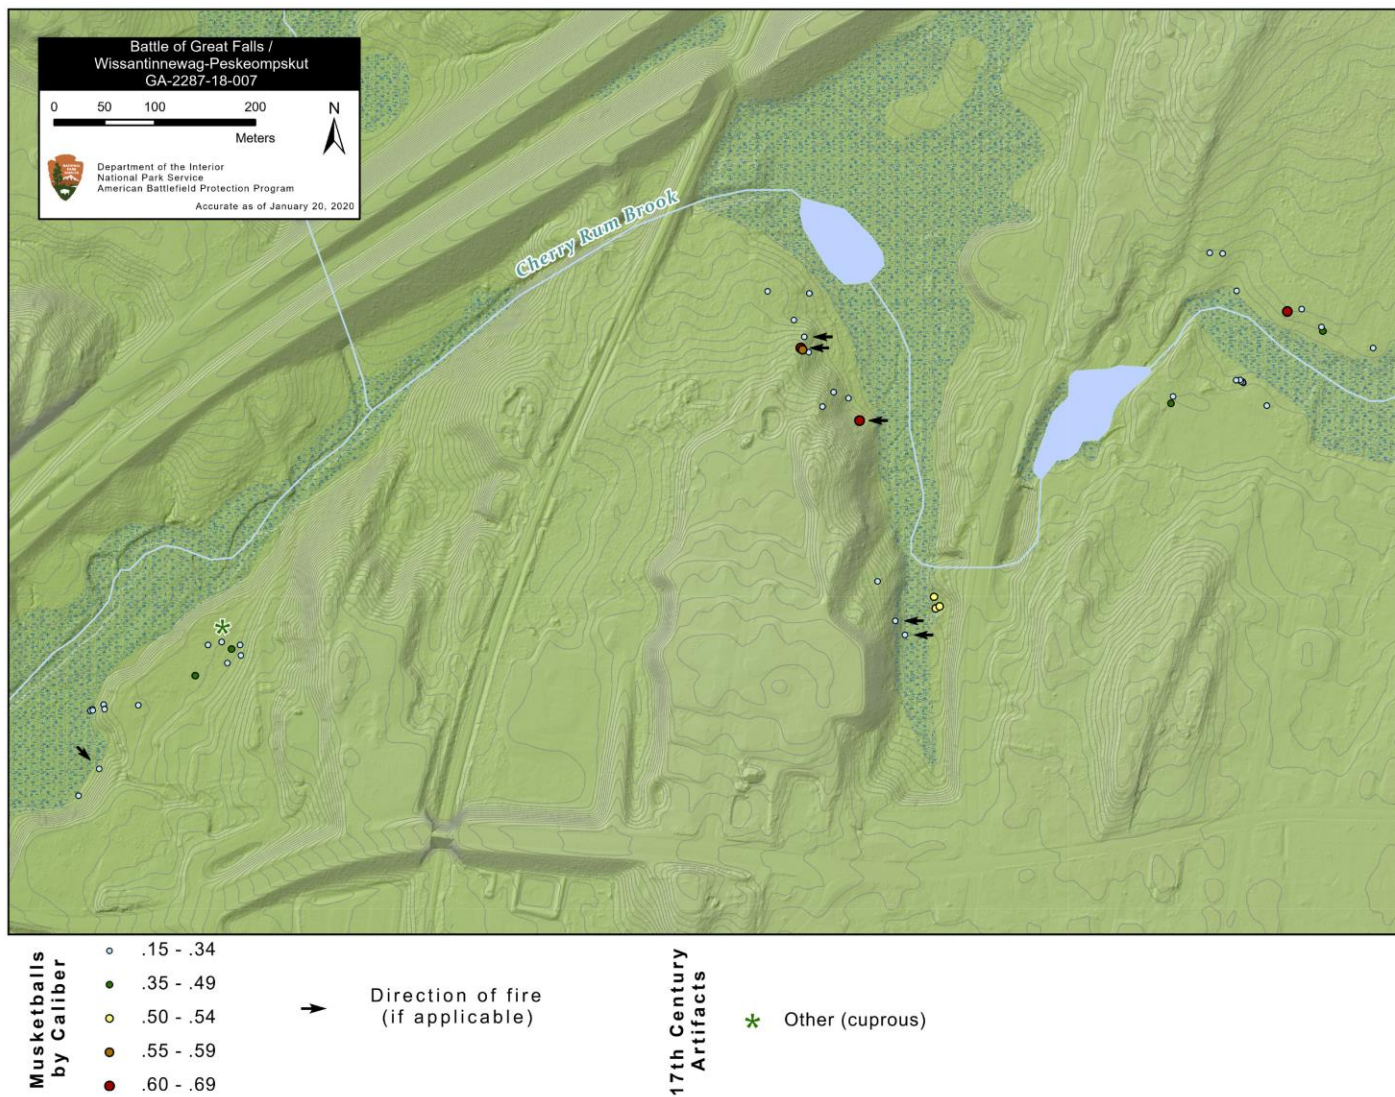 Battle of Great Falls /
Wissantinnewag-Peskeompskut
GA-2287-18-007
0 100 200
Meters
N
Department of the Interior
National Park Service
American Battlefield Protection Program
Accurate as of January 20, 2020
Cherry Rum Brook
Musketballs
by Caliber
.15 - .34
.35 - .49
.50 - .54
.55 - .59
.60 - .69
Direction of fire
(if applicable)
17th Century
Artifacts
Other (cuprous)